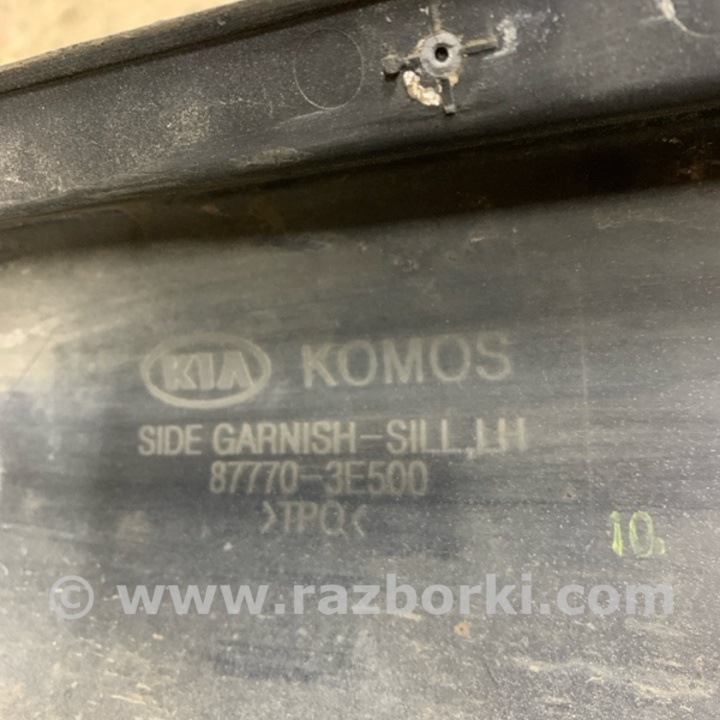 KIA KOMOS
SIDE GARNISH-SILL,LH
87770-3E500
>TPO<
10.
© www.razborki.com